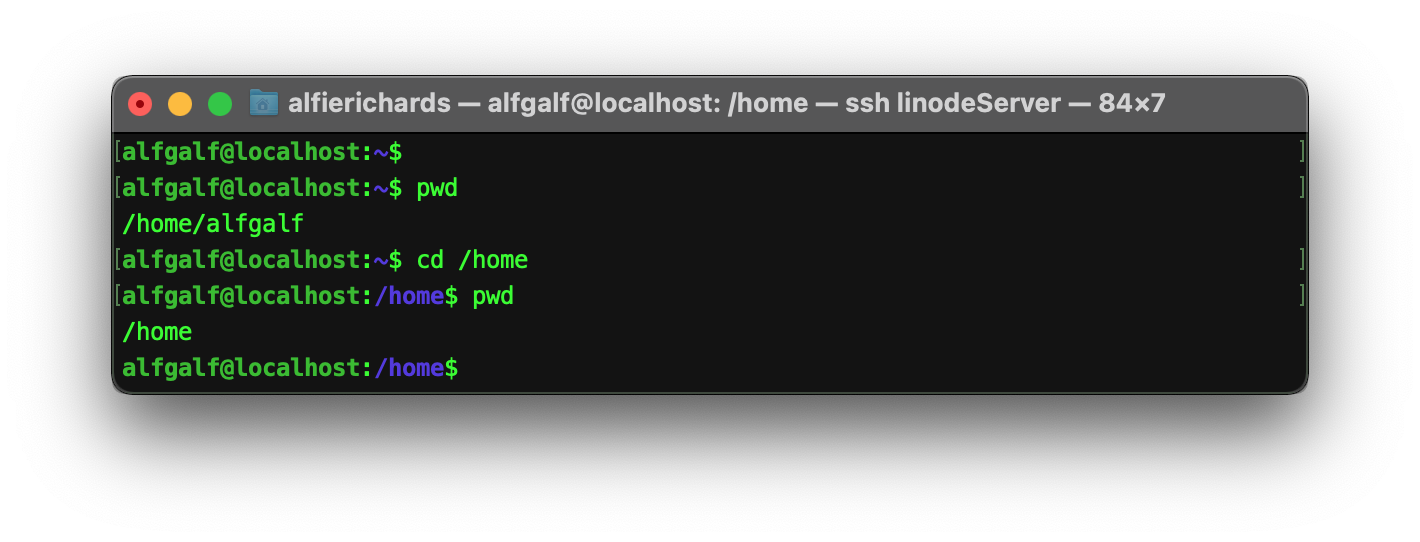 alfierichards — alfgalf@localhost: /home — ssh linodeServer — 84×7
[alfgalf@localhost:~$ ]
[alfgalf@localhost:~$ pwd ]
/home/alfgalf
[alfgalf@localhost:~$ cd /home ]
[alfgalf@localhost:/home$ pwd ]
/home
alfgalf@localhost:/home$